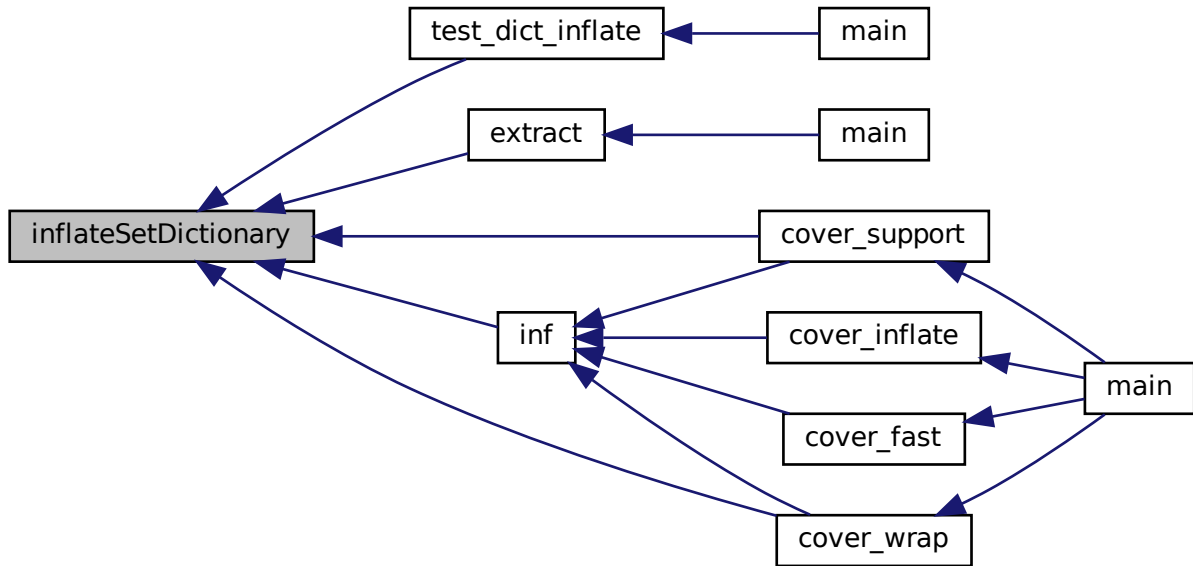 test_dict_inflate
main
extract
main
inflateSetDictionary
cover_support
inf
cover_inflate
main
cover_fast
cover_wrap